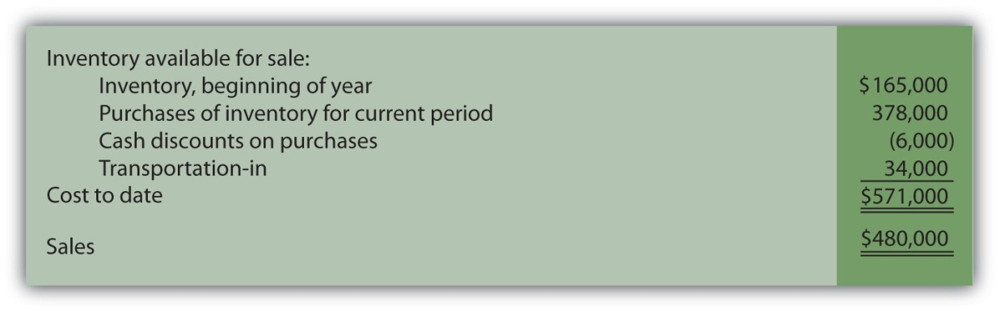 Inventory available for sale:
Inventory, beginning of year $165,000
Purchases of inventory for current period 378,000
Cash discounts on purchases (6,000)
Transportation-in 34,000
Cost to date $571,000
Sales $480,000